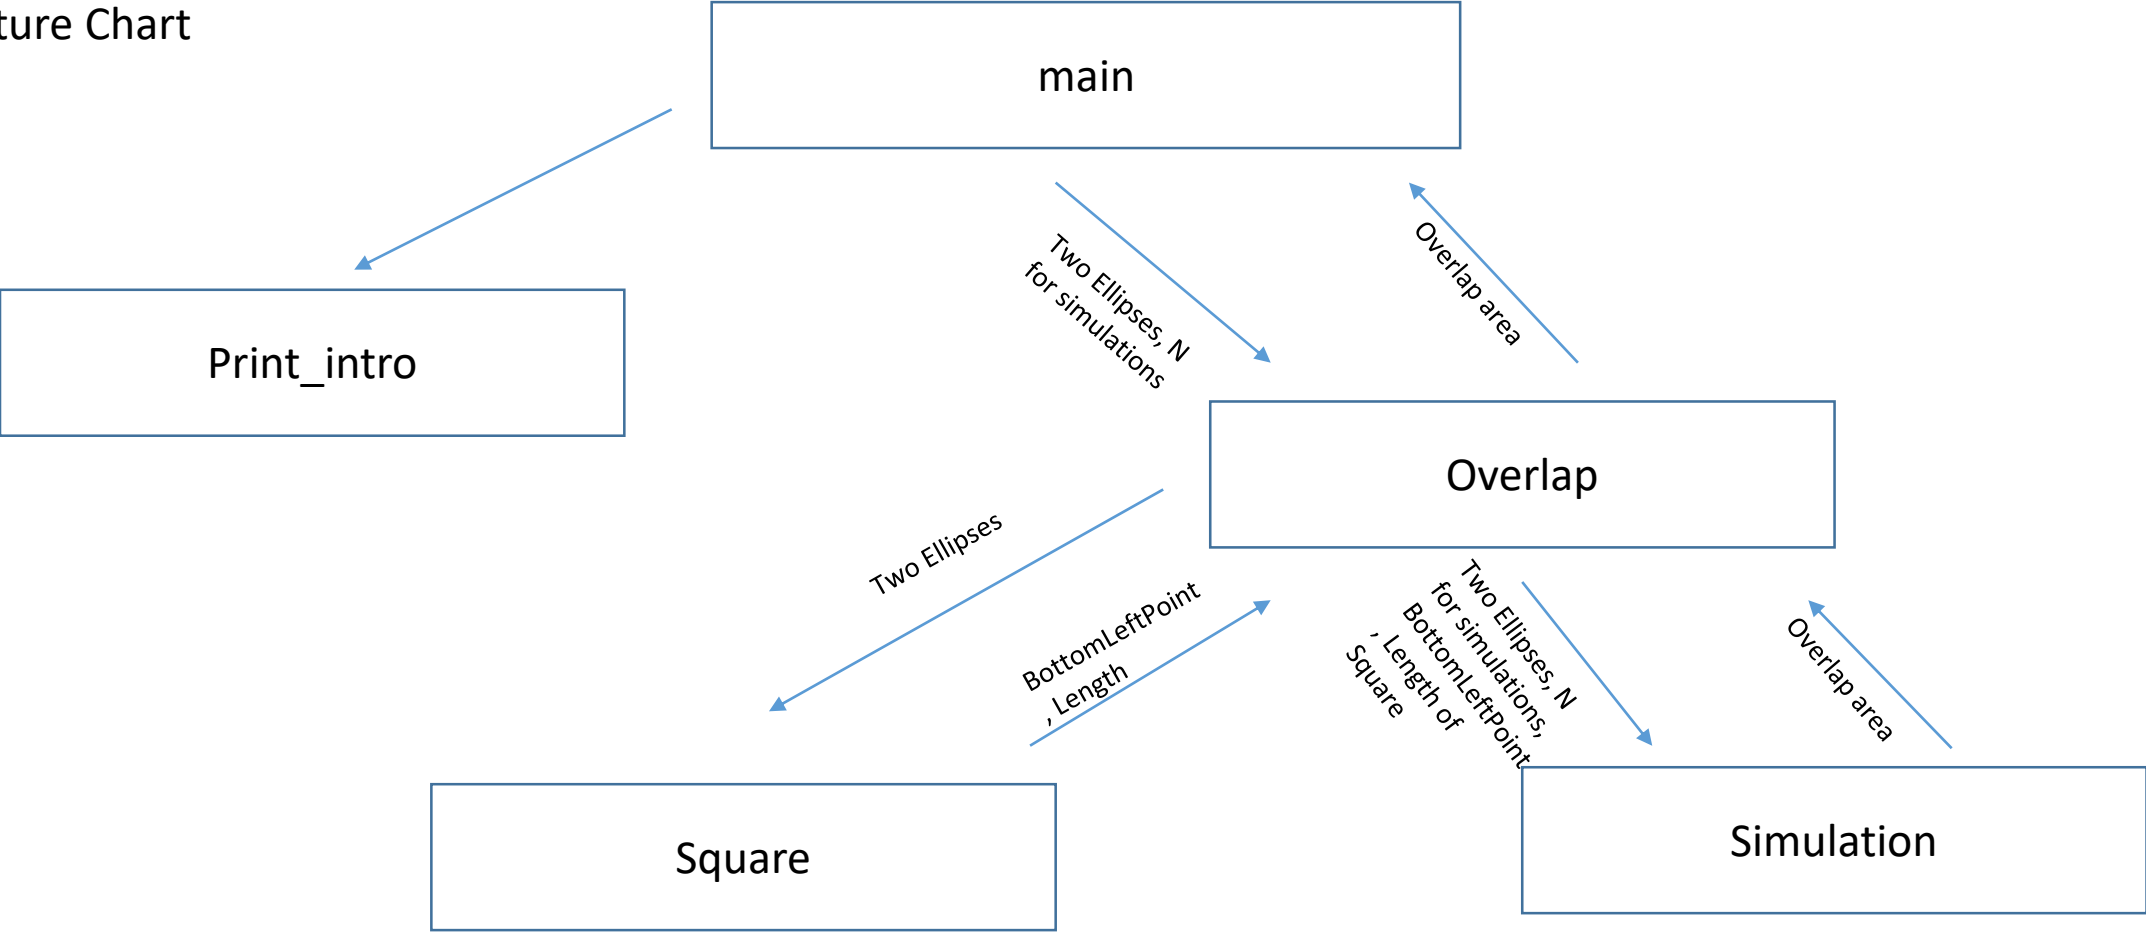 ture Chart
main
Two Ellipses, N
for simulations
Overlap area
Print_intro
Overlap
Two Ellipses
BottomLeftPoint
, Length
Two Ellipses, N
for simulations,
BottomLeftPoint
, Length of
Square
Overlap area
Square
Simulation